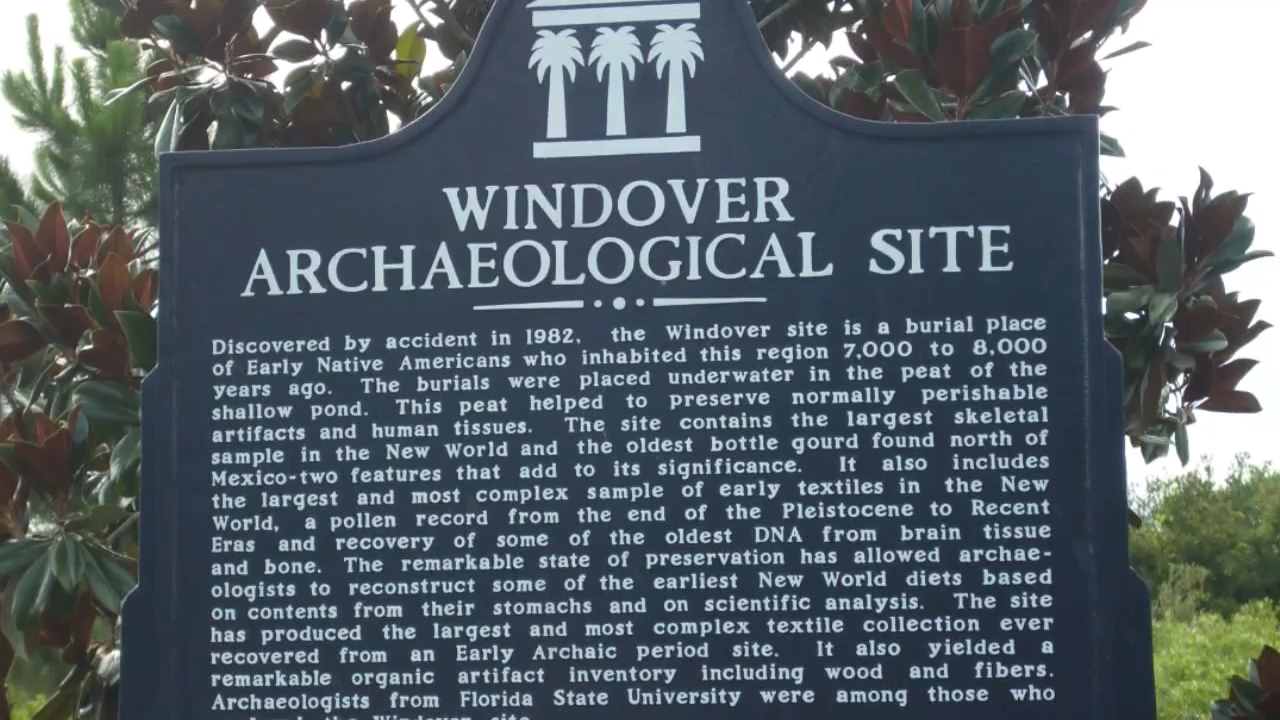 WINDOVER
ARCHAEOLOGICAL SITE
Discovered by accident in 1982, the Windover site is a burial place
of Early Native Americans who inhabited this region 7,000 to 8,000
years ago. The burials were placed underwater in the peat of the
shallow pond. This peat helped to preserve normally perishable
artifacts and human tissues. The site contains the largest skeletal
sample in the New World and the oldest bottle gourd found north of
Mexico-two features that add to its significance. It also includes
the largest and most complex sample of early textiles in the New
World, a pollen record from the end of the Pleistocene to Recent
Eras and recovery of some of the oldest DNA from brain tissue
and bone. The remarkable state of preservation has allowed archae-
ologists to reconstruct some of the earliest New World diets based
on contents from their stomachs and on scientific analysis. The site
has produced the largest and most complex textile collection ever
recovered from an Early Archaic period site. It also yielded a
remarkable organic artifact inventory including wood and fibers.
Archaeologists from Florida State University were among those who
the Windover site